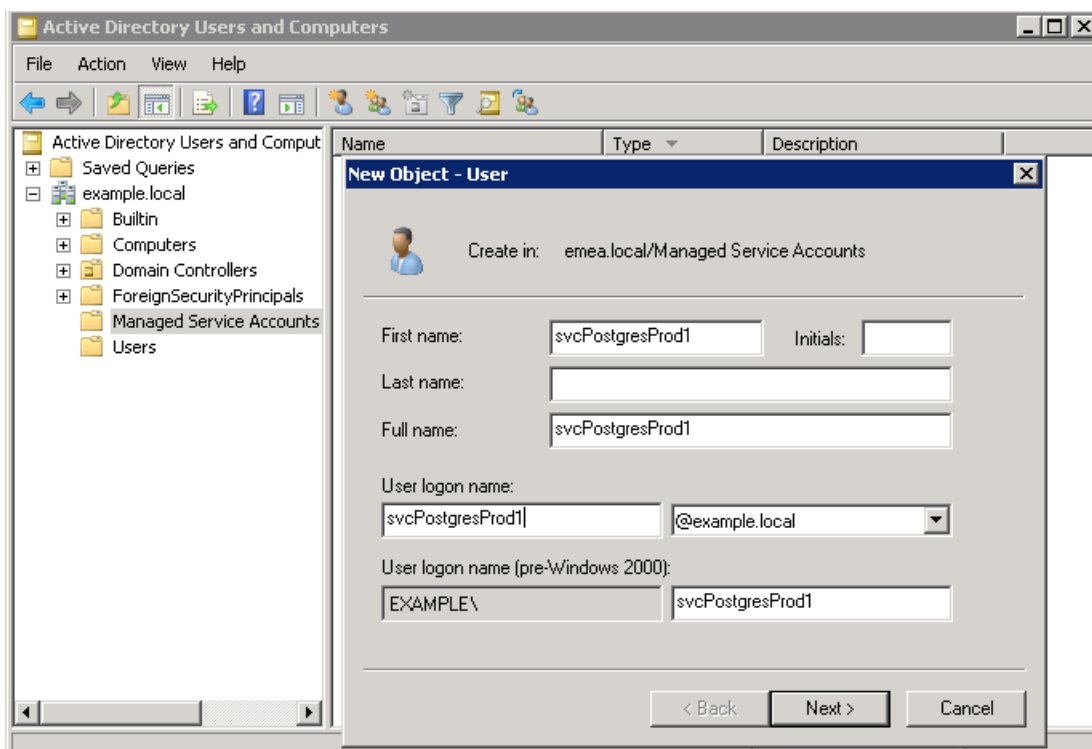 Active Directory Users and Computers
File Action View Help
Active Directory Users and Comput
Saved Queries
example.local
Builtin
Computers
Domain Controllers
ForeignSecurityPrincipals
Managed Service Accounts
Users
Name Type Description
New Object - User
Create in: emea.local/Managed Service Accounts
First name: svcPostgresProd1 Initials:
Last name:
Full name: svcPostgresProd1
User logon name:
svcPostgresProd1 @example.local
User logon name (pre-Windows 2000):
EXAMPLE\ svcPostgresProd1
< Back Next > Cancel